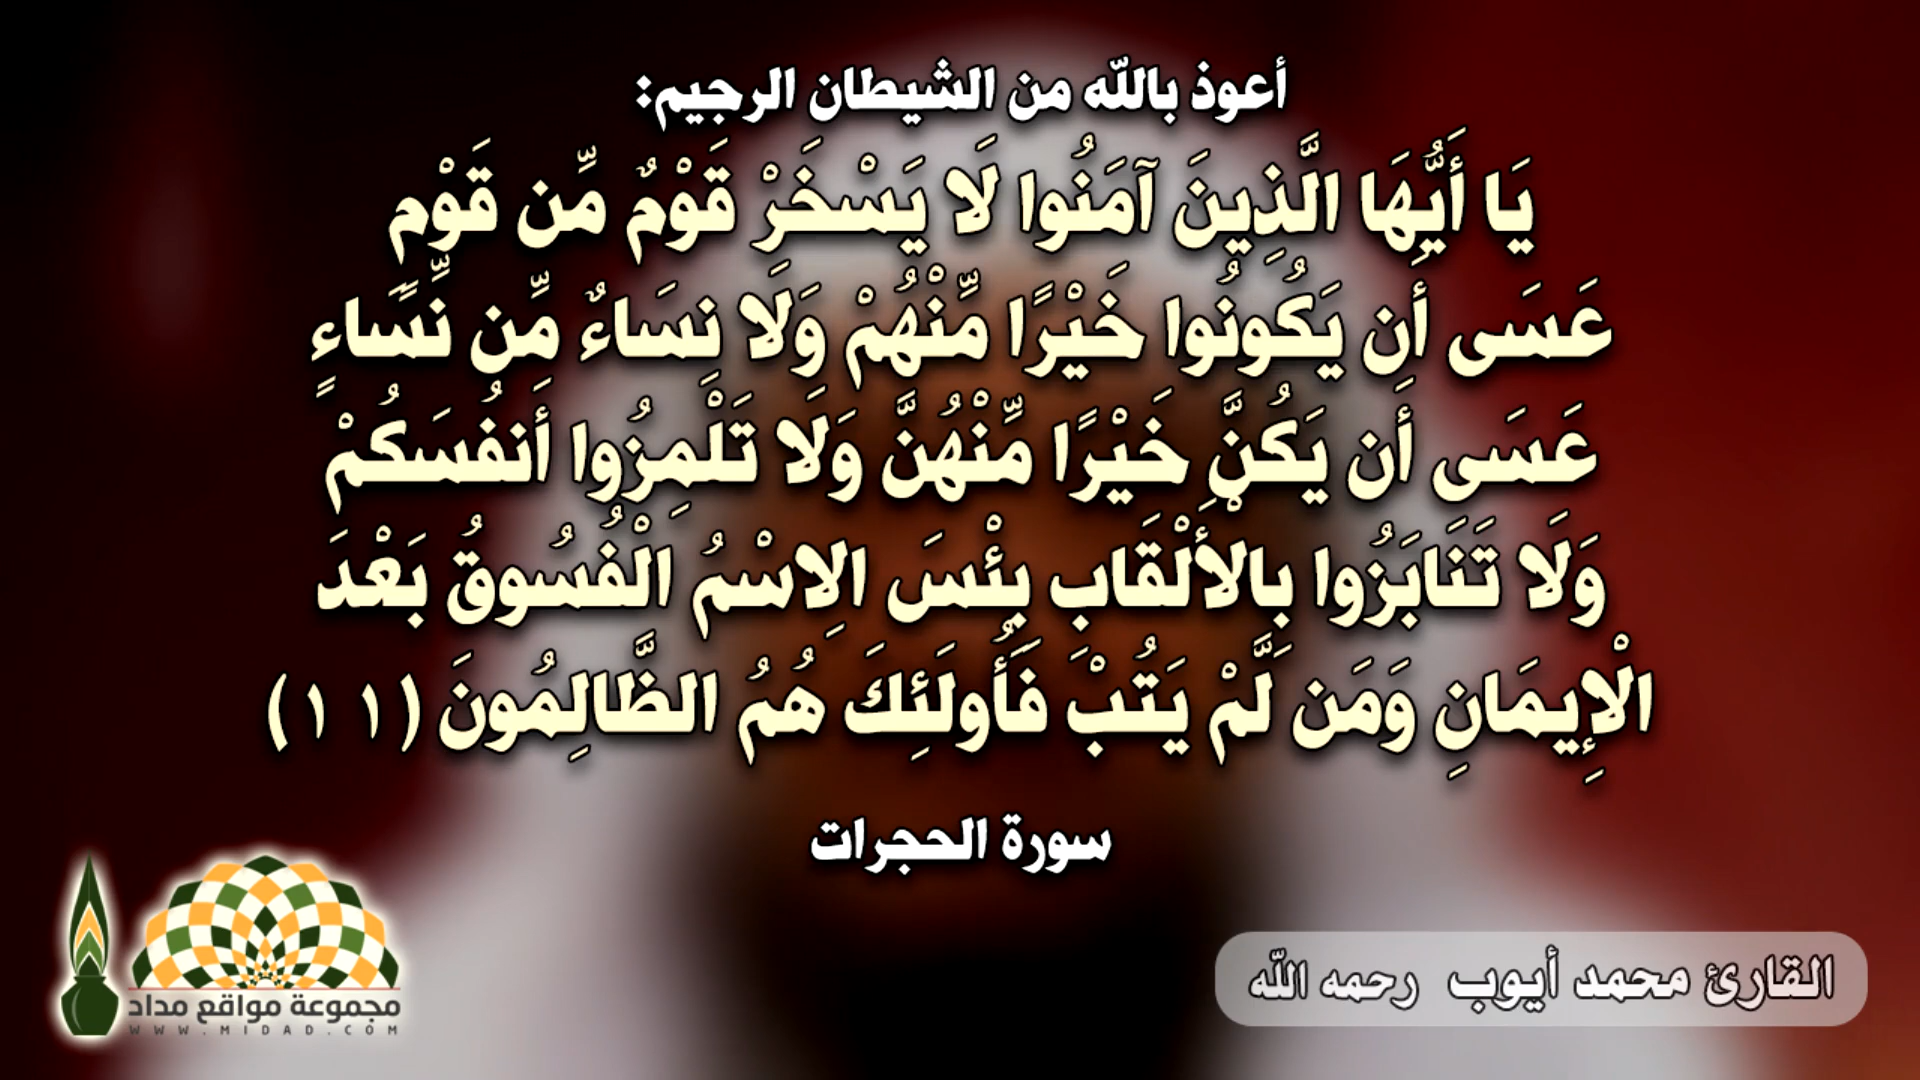 أعوذ بالله من الشيطان الرجيم:
يَا أَيُّهَا الَّذِينَ آمَنُوا لَا يَسْخَرْ قَوْمٌ مِّن قَوْمٍ
عَسَى أَن يَكُونُوا خَيْرًا مِّنْهُمْ وَلَا نِسَاءٌ مِّن نِّسَاءٍ
عَسَى أَن يَكُنَّ خَيْرًا مِّنْهُنَّ وَلَا تَلْمِزُوا أَنفُسَكُمْ
وَلَا تَنَابَزُوا بِالْأَلْقَابِ بِئْسَ الِاسْمُ الْفُسُوقُ بَعْدَ
الْإِيمَانِ وَمَن لَّمْ يَتُبْ فَأُولَئِكَ هُمُ الظَّالِمُونَ (١١)
سورة الحجرات
القارئ محمد أيوب رحمه الله
مجموعة مواقع مداد
WWW.MIDAD.COM